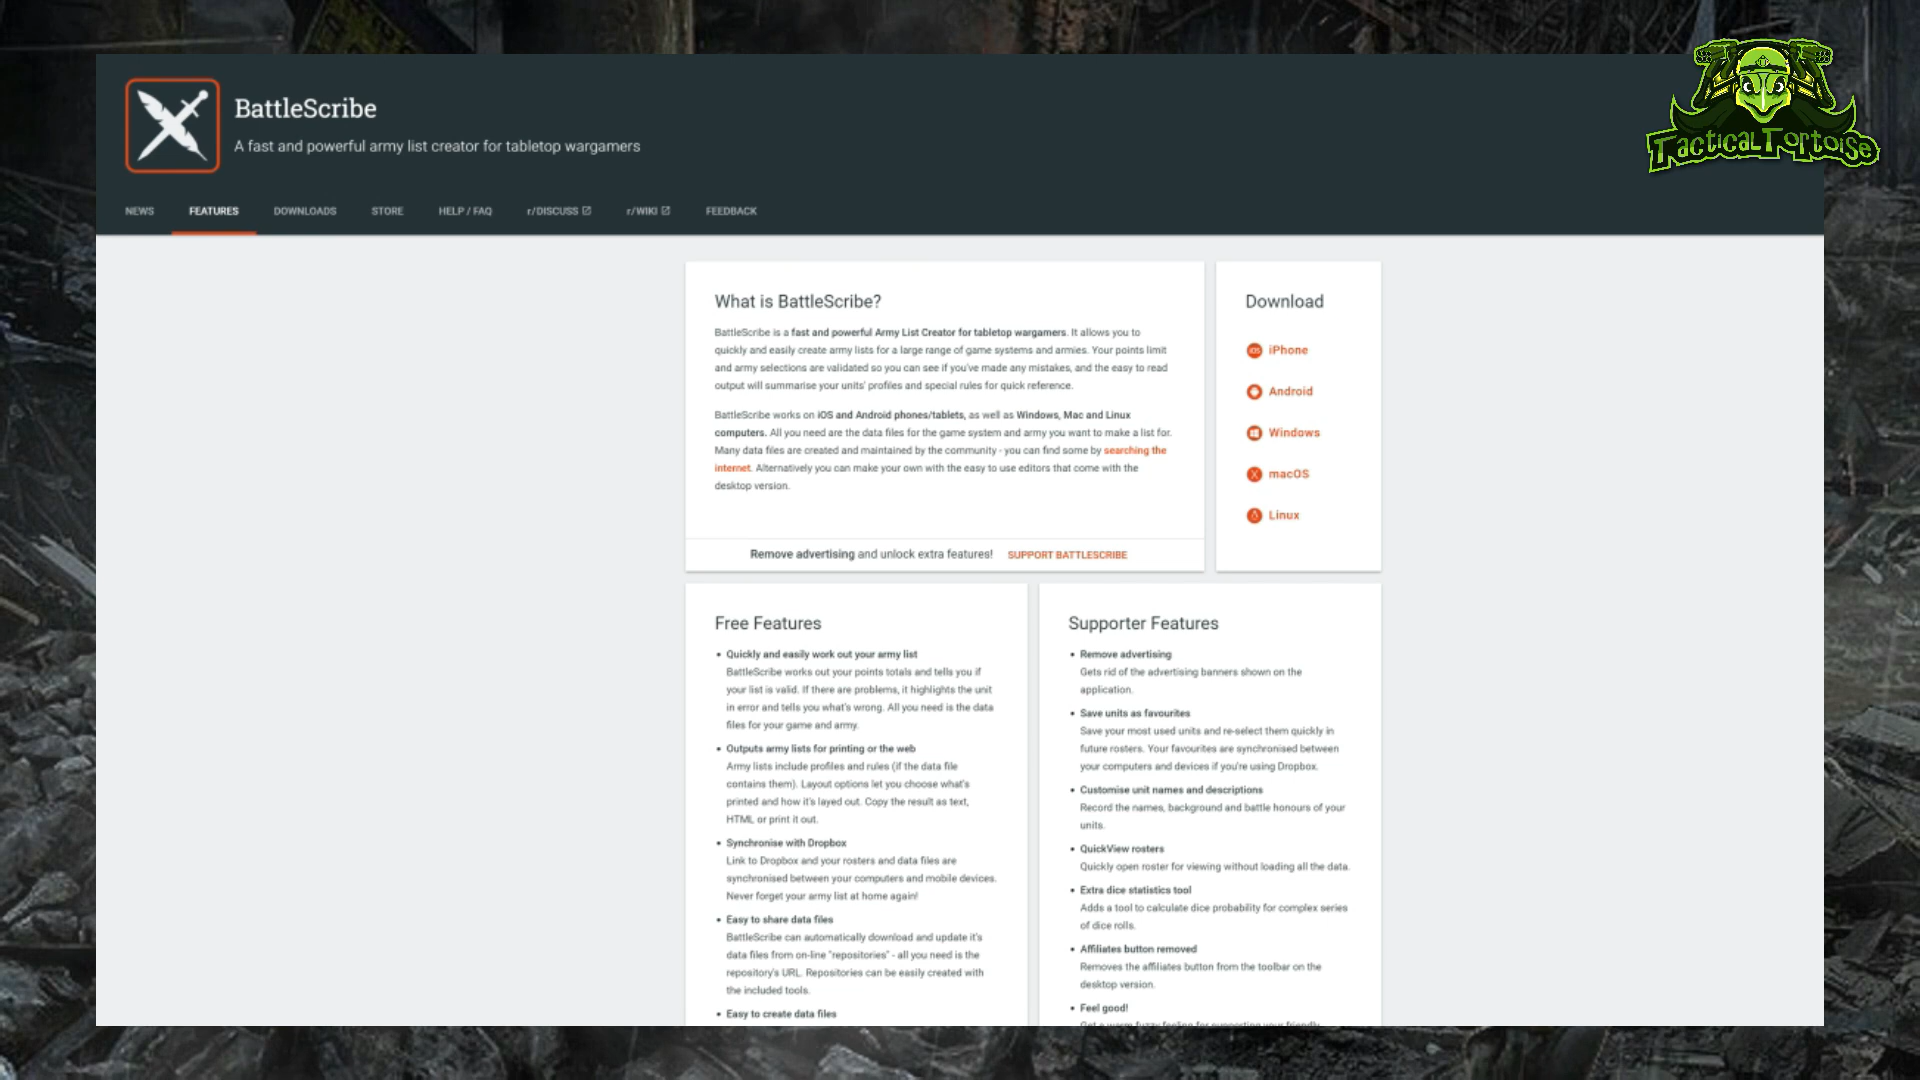 BattleScribe
A fast and powerful army list creator for tabletop wargamers
TacticalTortoise
NEWS FEATURES DOWNLOADS STORE HELP / FAQ r/DISCUSS r/WIKI FEEDBACK
What is BattleScribe?
BattleScribe is a fast and powerful Army List Creator for tabletop wargamers. It allows you to
quickly and easily create army lists for a large range of game systems and armies. Your points limit
and army selections are validated so you can see if you've made any mistakes, and the easy to read
output will summarise your units' profiles and special rules for quick reference.
BattleScribe works on iOS and Android phones/tablets, as well as Windows, Mac and Linux
computers. All you need are the data files for the game system and army you want to make a list for.
Many data files are created and maintained by the community - you can find some by searching the
internet. Alternatively you can make your own with the easy to use editors that come with the
desktop version.
Remove advertising and unlock extra features! SUPPORT BATTLESCRIBE
Download
iOS iPhone
Android
Windows
macOS
Linux
Free Features
• Quickly and easily work out your army list
BattleScribe works out your points totals and tells you if
your list is valid. If there are problems, it highlights the unit
in error and tells you what's wrong. All you need is the data
files for your game and army.
• Outputs army lists for printing or the web
Army lists include profiles and rules (if the data file
contains them). Layout options let you choose what's
printed and how it's layed out. Copy the result as text,
HTML or print it out.
• Synchronise with Dropbox
Link to Dropbox and your rosters and data files are
synchronised between your computers and mobile devices.
Never forget your army list at home again!
• Easy to share data files
BattleScribe can automatically download and update it's
data files from on-line "repositories" - all you need is the
repository's URL. Repositories can be easily created with
the included tools.
• Easy to create data files
Supporter Features
• Remove advertising
Gets rid of the advertising banners shown on the
application.
• Save units as favourites
Save your most used units and re-select them quickly in
future rosters. Your favourites are synchronised between
your computers and devices if you're using Dropbox.
• Customise unit names and descriptions
Record the names, background and battle honours of your
units.
• QuickView rosters
Quickly open roster for viewing without loading all the data.
• Extra dice statistics tool
Adds a tool to calculate dice probability for complex series
of dice rolls.
• Affiliates button removed
Removes the affiliates button from the toolbar on the
desktop version.
• Feel good!
Get a warm fuzzy feeling for supporting your friendly